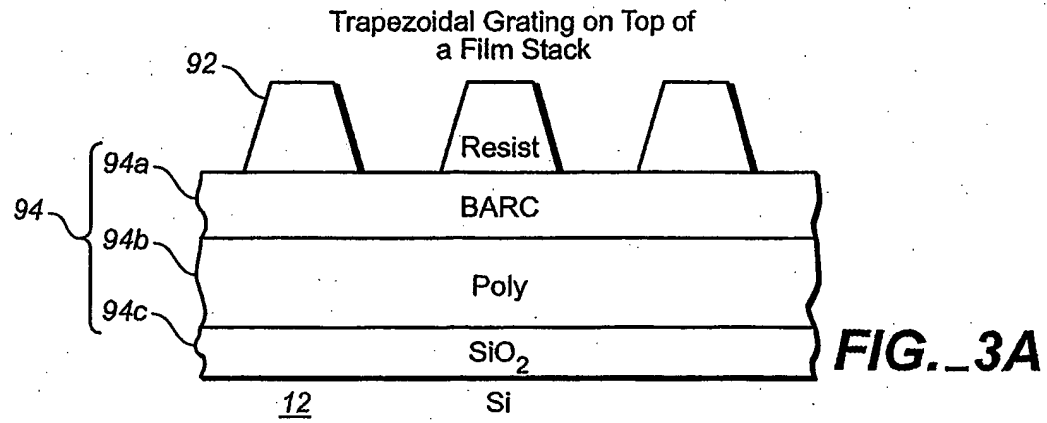 Trapezoidal Grating on Top of
a Film Stack
92
Resist
94a
BARC
94
94b
Poly
94c
SiO₂
FIG._3A
12
Si